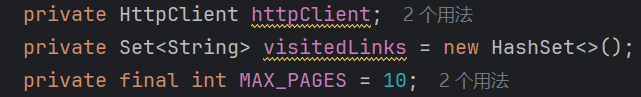 private HttpClient httpClient; 2个用法
private Set<String> visitedLinks = new HashSet<>();
private final int MAX_PAGES = 10; 2个用法